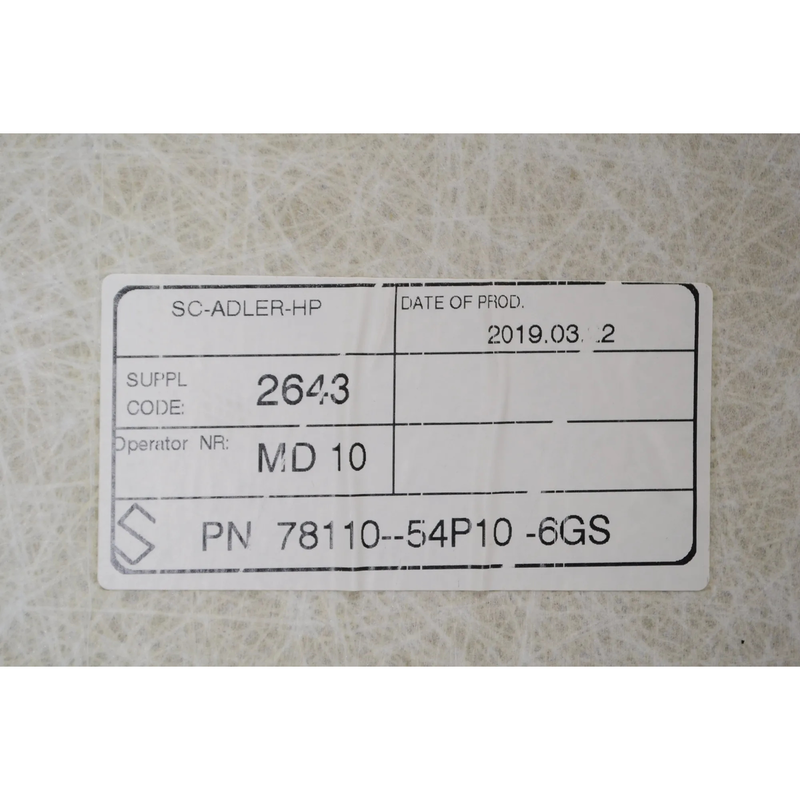 SC-ADLER-HP
DATE OF PROD.
SUPPL
CODE:
2643
Operator NR:
MD 10
PN 78110--54P10 -6GS